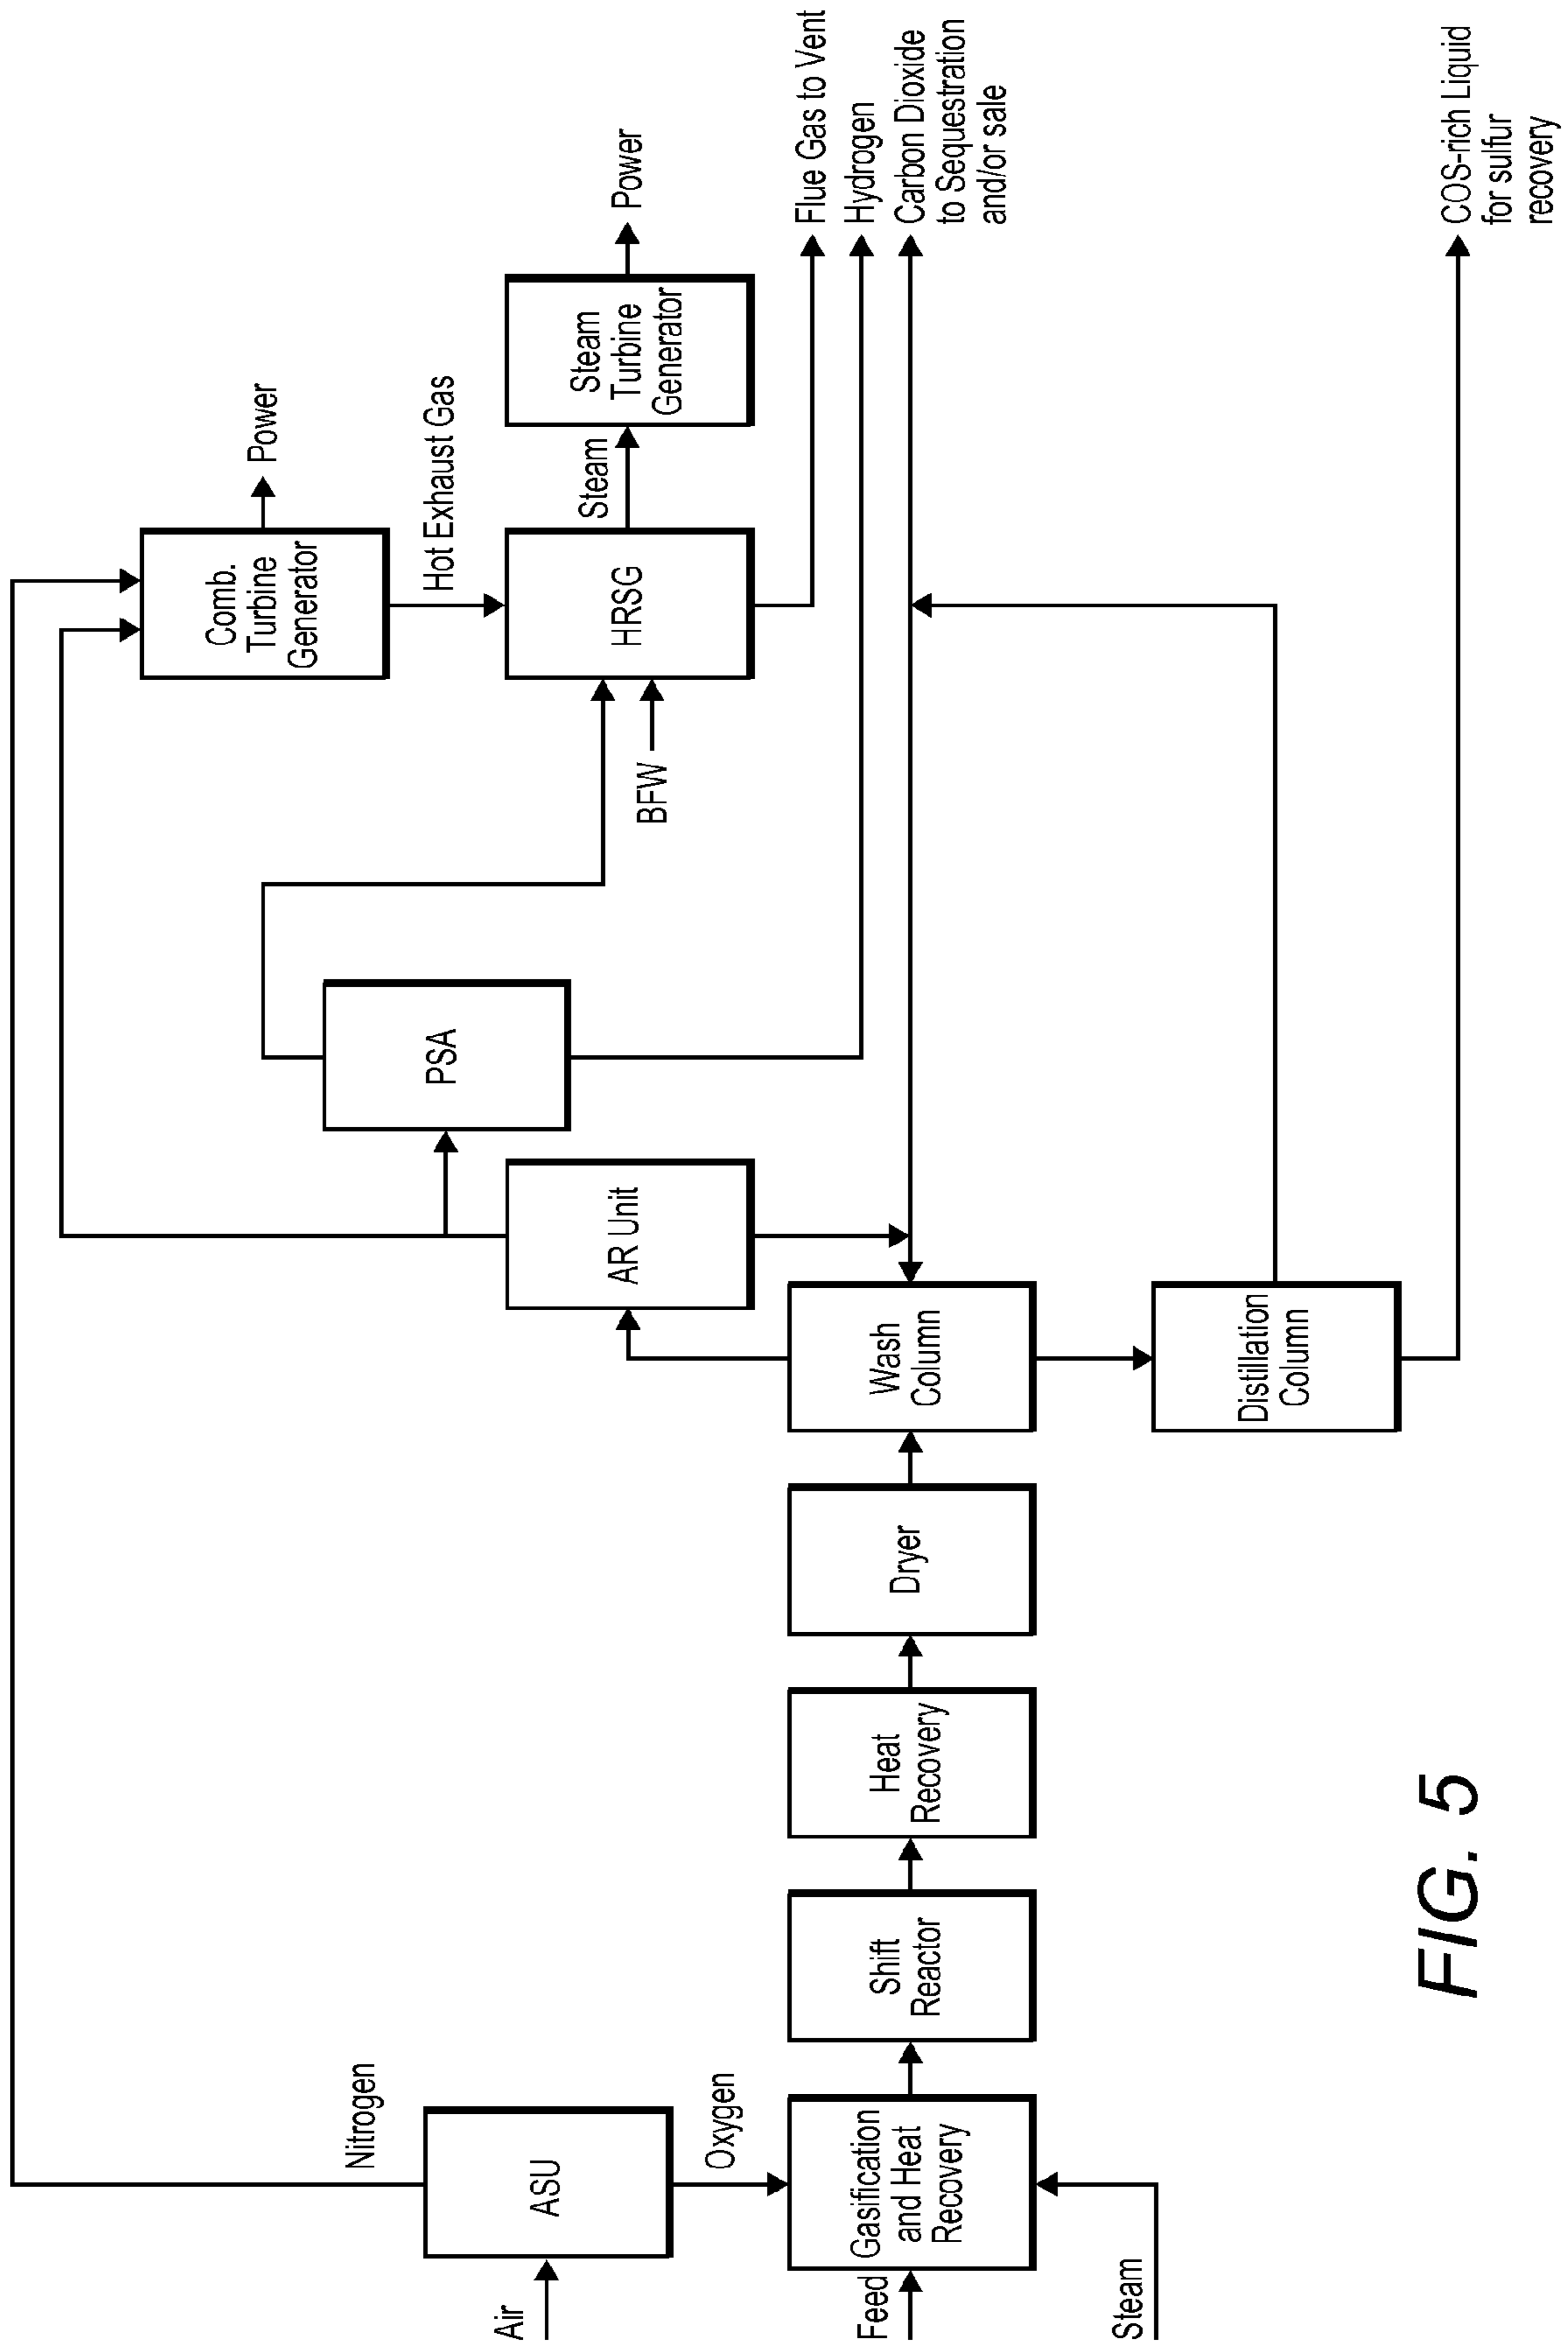 Nitrogen
Air
ASU
Oxygen
Feed
Gasification
and Heat
Recovery
Steam
Shift
Reactor
Heat
Recovery
Dryer
Wash
Column
Distillation
Column
AR Unit
PSA
Comb.
Turbine
Generator
Power
Hot Exhaust Gas
BFW
HRSG
Steam
Steam
Turbine
Generator
Power
Flue Gas to Vent
Hydrogen
Carbon Dioxide
to Sequestration
and/or sale
COS-rich Liquid
for sulfur
recovery
FIG. 5